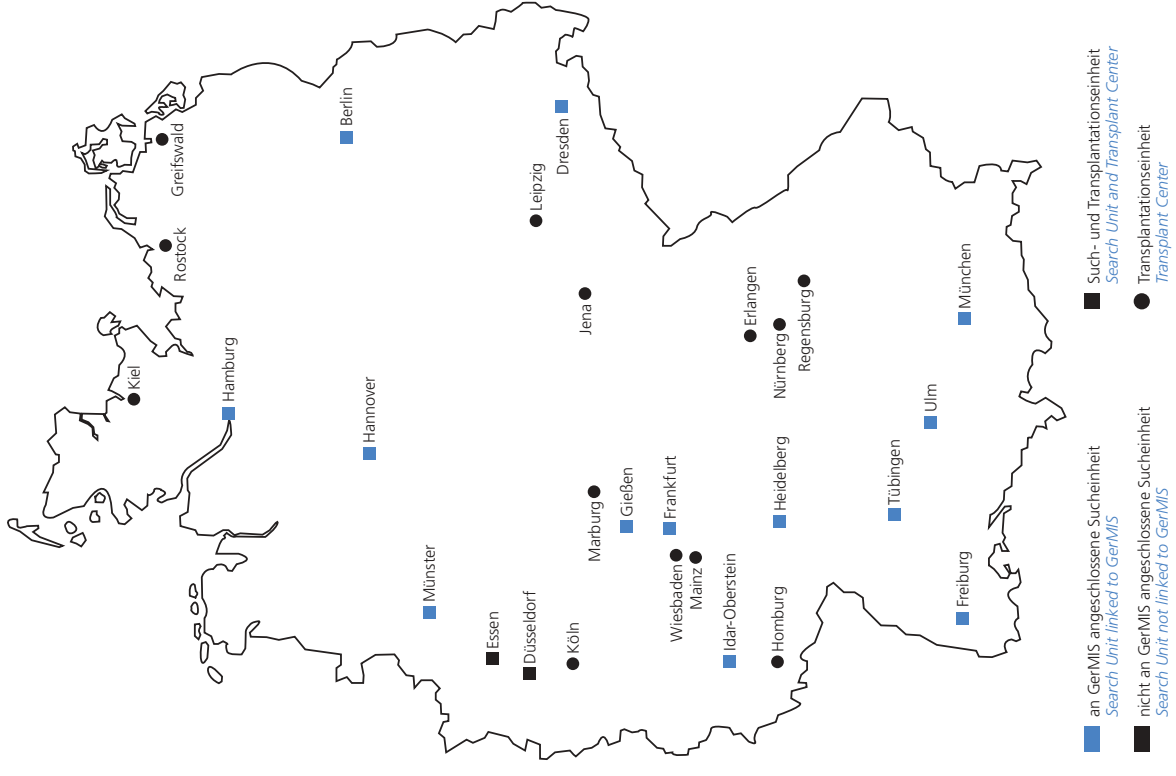 Kiel
Rostock
Greifswald
Hamburg
Berlin
Hannover
Münster
Essen
Düsseldorf
Köln
Marburg
Gießen
Jena
Leipzig
Dresden
Frankfurt
Wiesbaden
Mainz
Idar-Oberstein
Homburg
Heidelberg
Erlangen
Nürnberg
Regensburg
Tübingen
Ulm
Freiburg
München
an GerMIS angeschlossene Sucheinheit
Search Unit linked to GerMIS
nicht an GerMIS angeschlossene Sucheinheit
Search Unit not linked to GerMIS
Such- und Transplantationseinheit
Search Unit and Transplant Center
Transplantationseinheit
Transplant Center